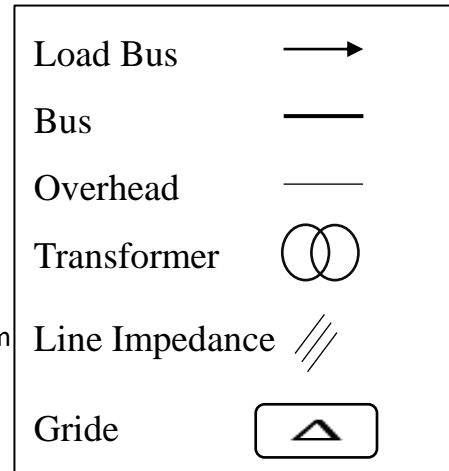 Load Bus
Bus
Overhead
Transformer
Line Impedance
Gride